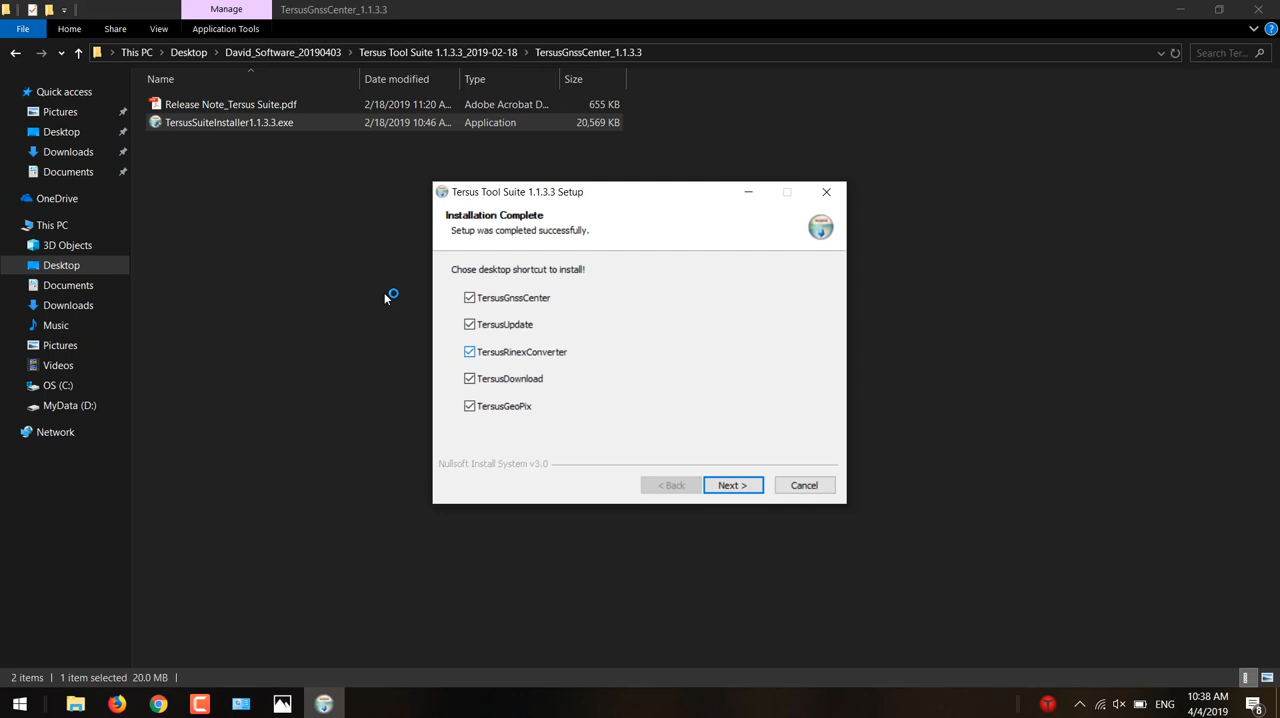 Manage
TersusGnssCenter_1.1.3.3
File
Home
Share
View
Application Tools
This PC
Desktop
David_Software_20190403
Tersus Tool Suite 1.1.3.3_2019-02-18
TersusGnssCenter_1.1.3.3
Search Ter...
Name
Date modified
Type
Size
Release Note_Tersus Suite.pdf
2/18/2019 11:20 A...
Adobe Acrobat D...
655 KB
TersusSuiteInstaller1.1.3.3.exe
2/18/2019 10:46 A...
Application
20,569 KB
Quick access
Pictures
Desktop
Downloads
Documents
OneDrive
This PC
3D Objects
Desktop
Documents
Downloads
Music
Pictures
Videos
OS (C:)
MyData (D:)
Network
Tersus Tool Suite 1.1.3.3 Setup
Installation Complete
Setup was completed successfully.
Chose desktop shortcut to install!
TersusGnssCenter
TersusUpdate
TersusRinexConverter
TersusDownload
TersusGeoPix
Nullsoft Install System v3.0
< Back
Next >
Cancel
2 items
1 item selected 20.0 MB
ENG
10:38 AM
4/4/2019
8